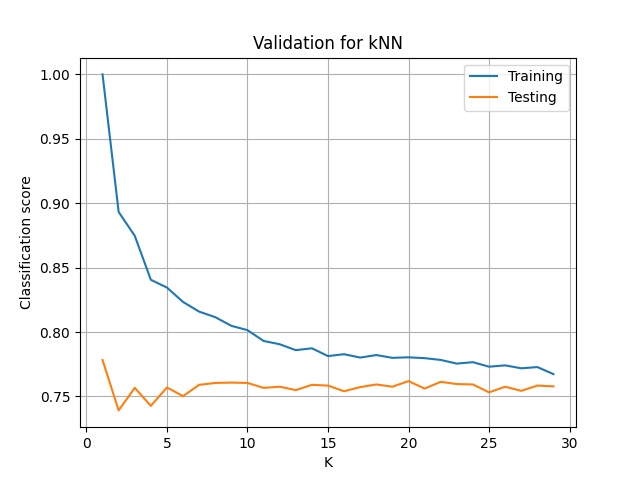 Validation for kNN
Training
Testing
1.00
0.95
0.90
0.85
0.80
0.75
Classification score
0 5 10 15 20 25 30
K